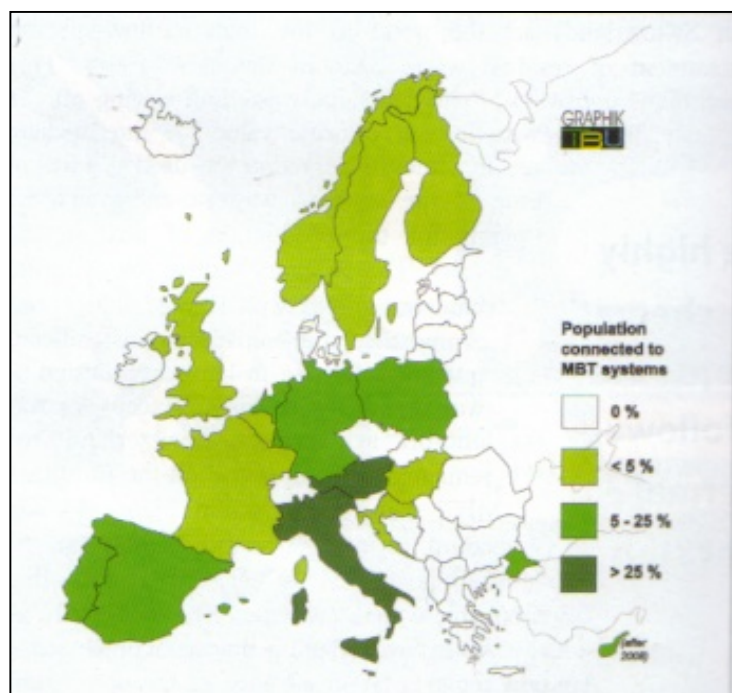 GRAPHIK
IBU
Population
connected to
MBT systems
0 %
< 5 %
5 - 25 %
> 25 %
(after
2008)